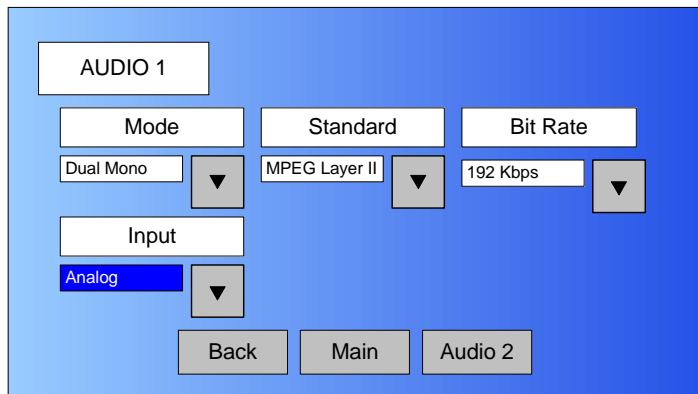 AUDIO 1
Mode
Standard
Bit Rate
Dual Mono
MPEG Layer II
192 Kbps
Input
Analog
Back
Main
Audio 2